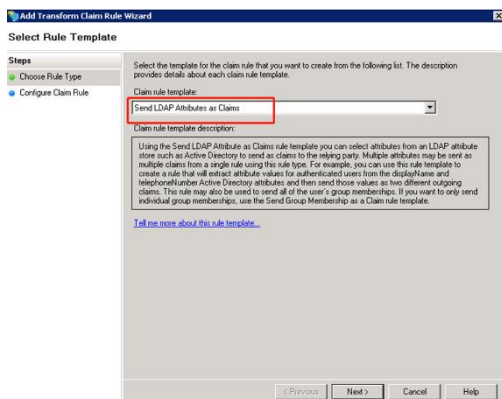 Add Transform Claim Rule Wizard
Select Rule Template
Steps
Choose Rule Type
Configure Claim Rule
Select the template for the claim rule that you want to create from the following list. The description
provides details about each claim rule template.
Claim rule template:
Send LDAP Attributes as Claims
Claim rule template description:
Using the Send LDAP Attribute as Claims rule template you can select attributes from an LDAP attribute
store such as Active Directory to send as claims to the relying party. Multiple attributes may be sent as
multiple claims from a single rule using this rule type. For example, you can use this rule template to
create a rule that will extract attribute values for authenticated users from the displayName and
telephoneNumber Active Directory attributes and then send those values as two different outgoing
claims. This rule may also be used to send all of the user's group memberships. If you want to only send
individual group memberships, use the Send Group Membership as a Claim rule template.
Tell me more about this rule template...
< Previous
Next >
Cancel
Help